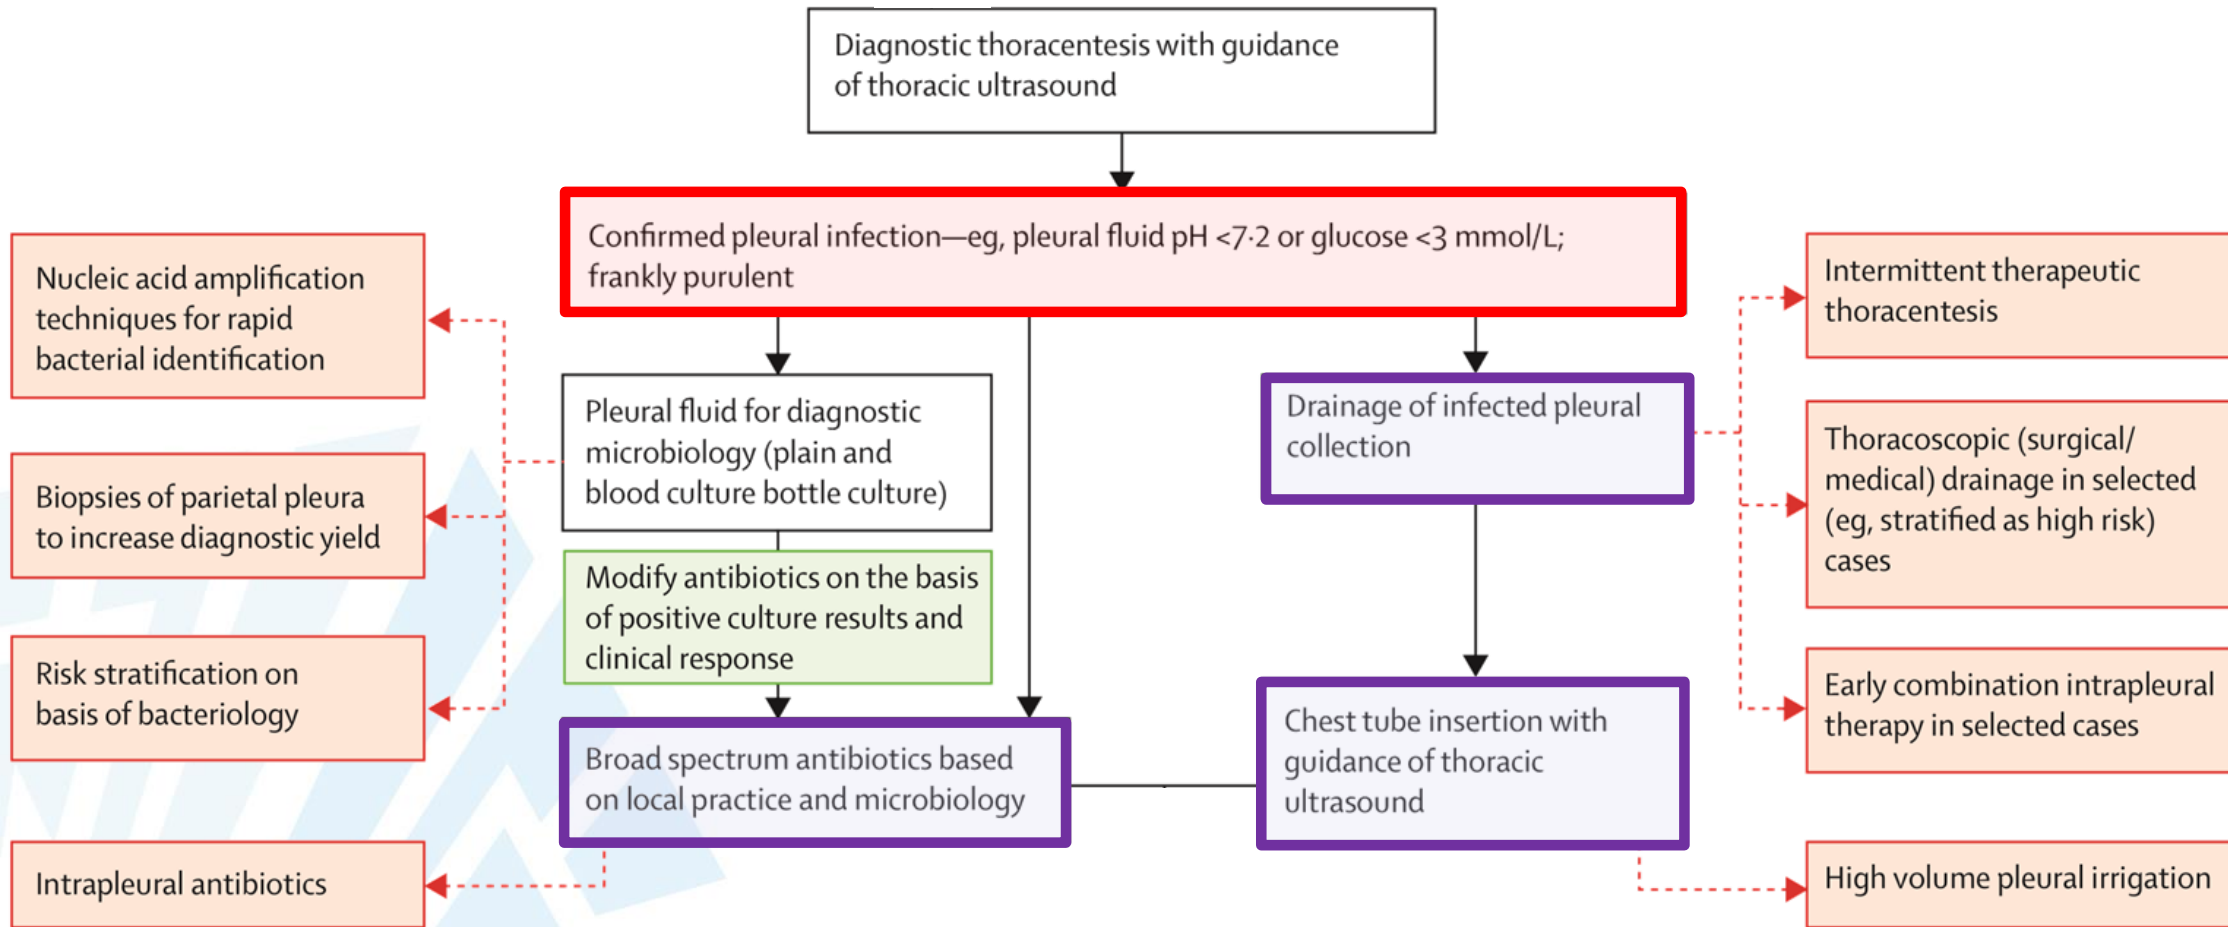 Diagnostic thoracentesis with guidance
of thoracic ultrasound
Confirmed pleural infection—eg, pleural fluid pH <7·2 or glucose <3 mmol/L;
frankly purulent
Nucleic acid amplification
techniques for rapid
bacterial identification
Biopsies of parietal pleura
to increase diagnostic yield
Risk stratification on
basis of bacteriology
Intrapleural antibiotics
Pleural fluid for diagnostic
microbiology (plain and
blood culture bottle culture)
Modify antibiotics on the basis
of positive culture results and
clinical response
Broad spectrum antibiotics based
on local practice and microbiology
Drainage of infected pleural
collection
Chest tube insertion with
guidance of thoracic
ultrasound
Intermittent therapeutic
thoracentesis
Thoracoscopic (surgical/
medical) drainage in selected
(eg, stratified as high risk)
cases
Early combination intrapleural
therapy in selected cases
High volume pleural irrigation